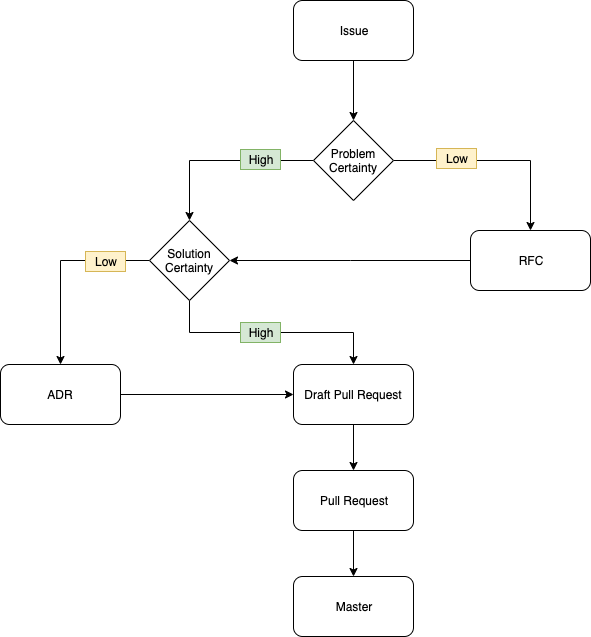 Issue
Problem
Certainty
High
Low
Solution
Certainty
RFC
Low
High
ADR
Draft Pull Request
Pull Request
Master